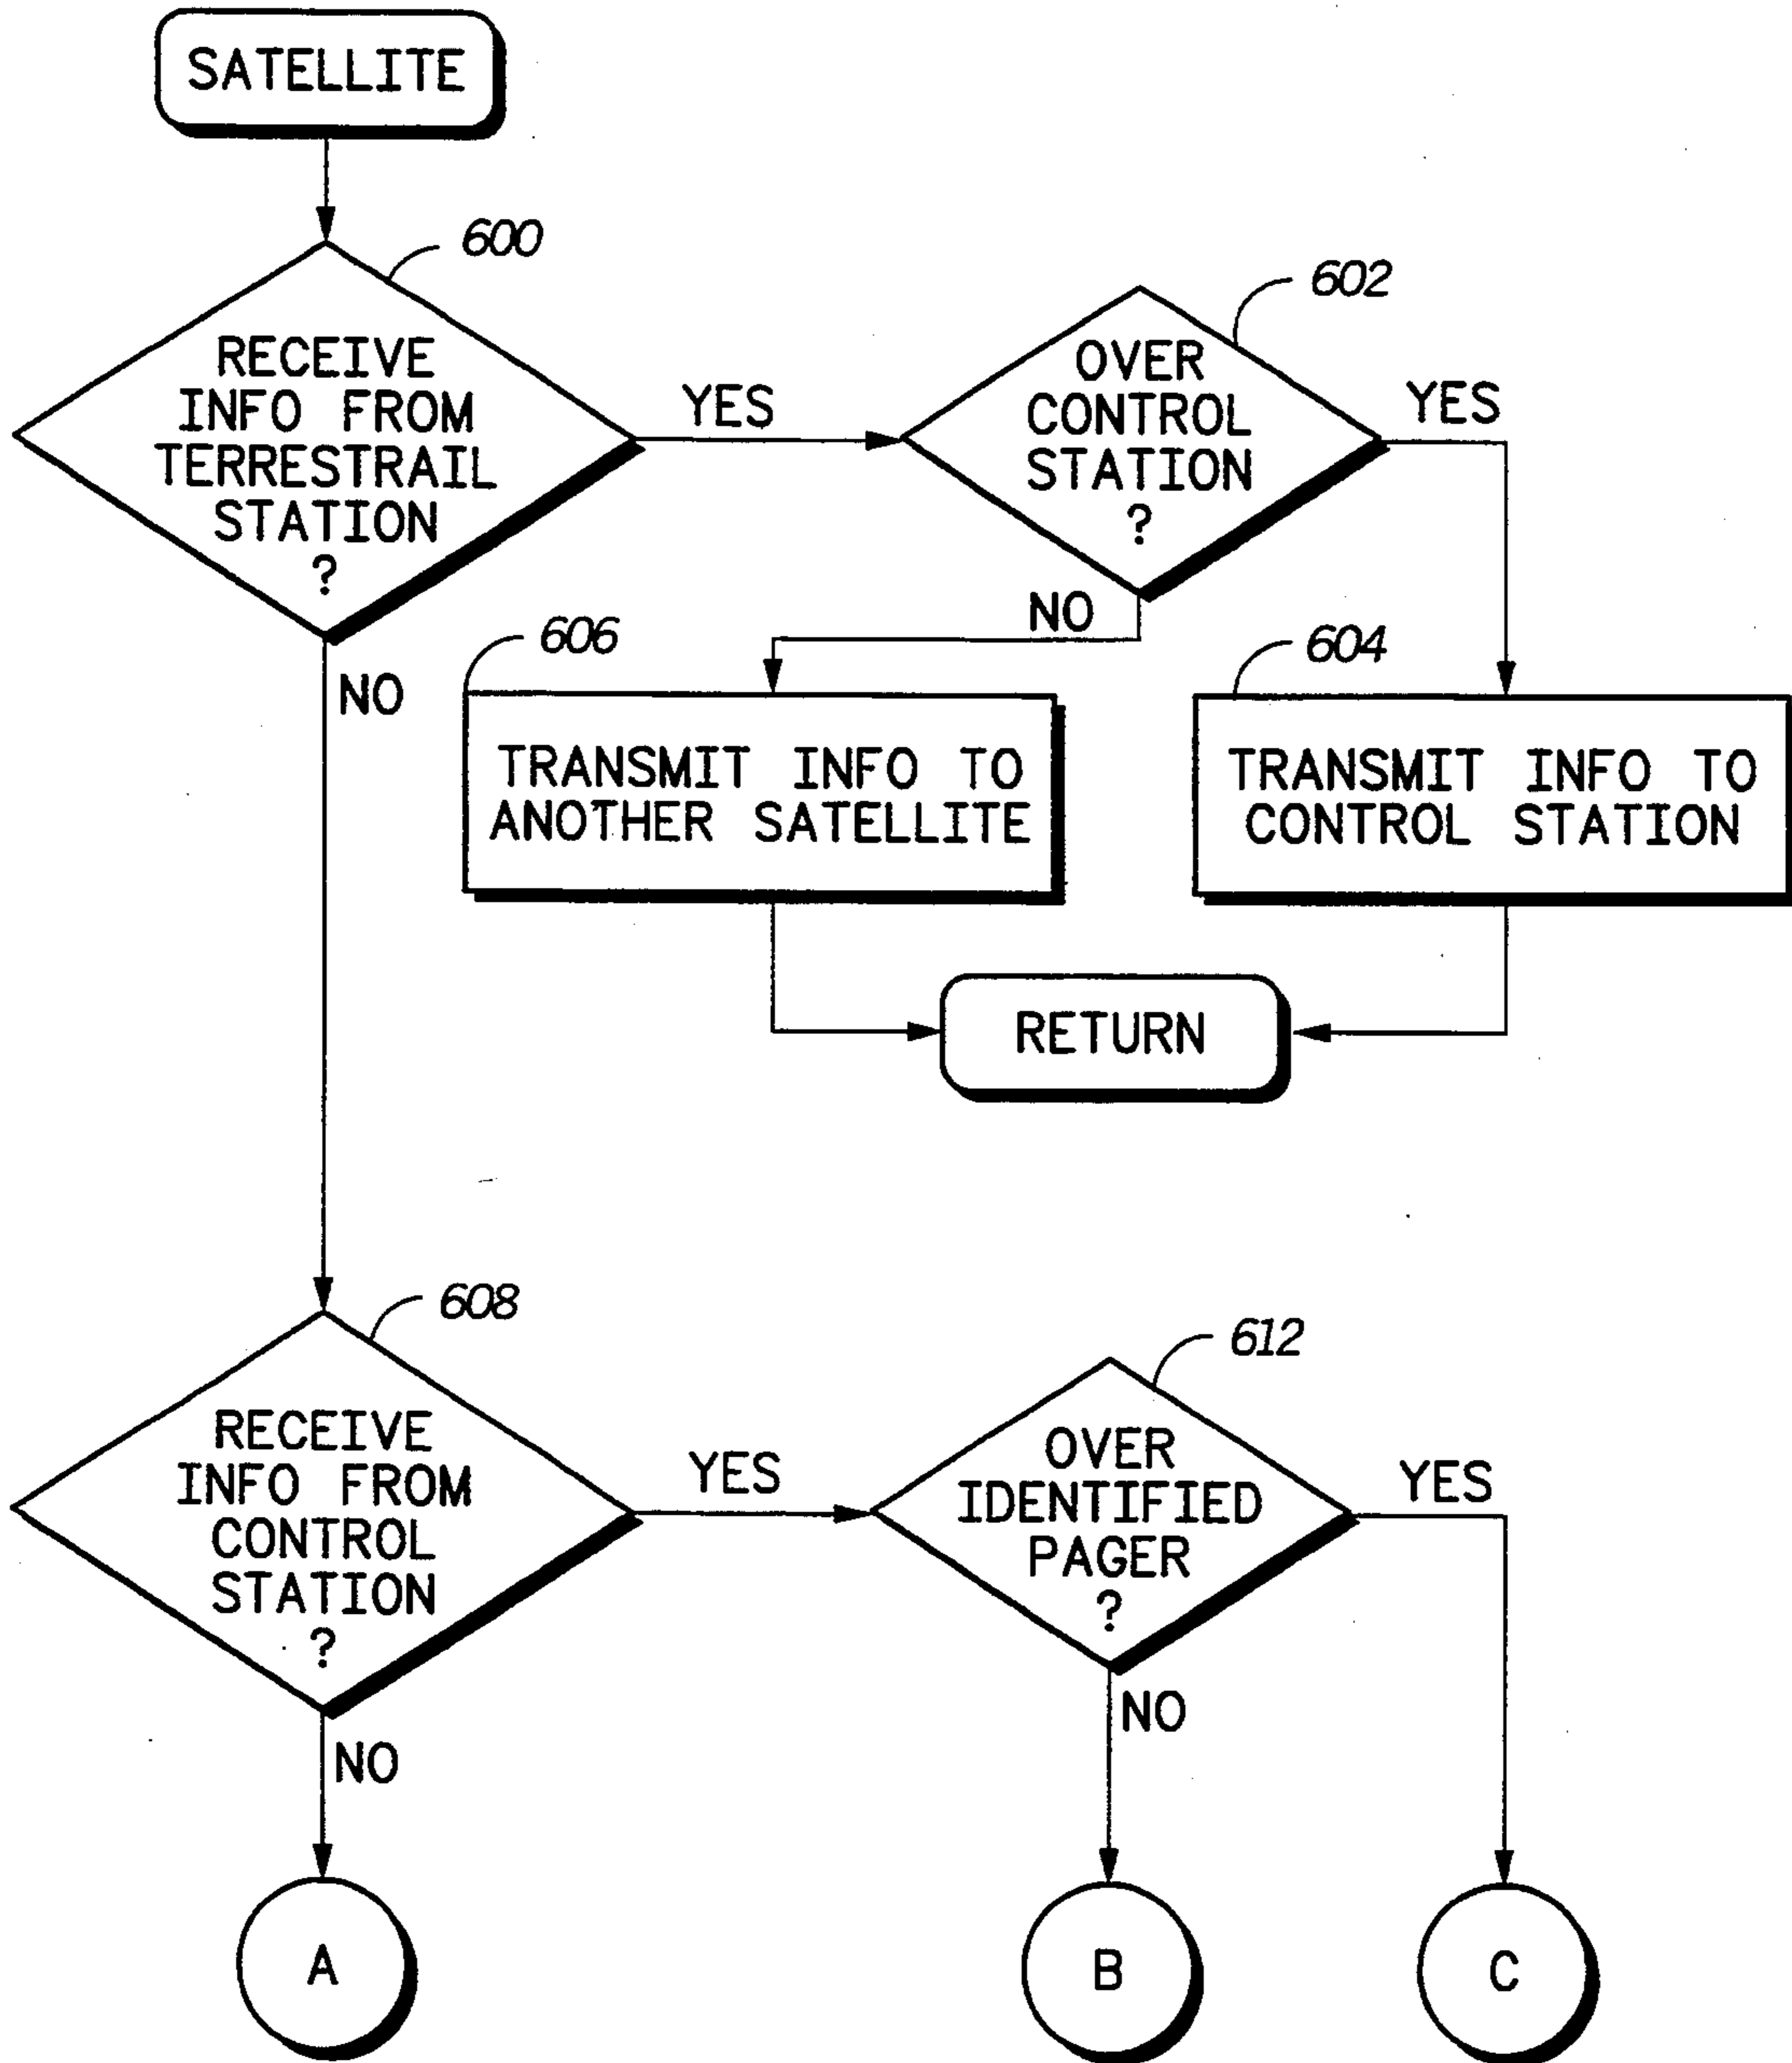 SATELLITE
600
RECEIVE
INFO FROM
TERRESTRAIL
STATION
?
YES
NO
602
OVER
CONTROL
STATION
?
YES
NO
606
TRANSMIT INFO TO
ANOTHER SATELLITE
604
TRANSMIT INFO TO
CONTROL STATION
RETURN
608
RECEIVE
INFO FROM
CONTROL
STATION
?
YES
NO
612
OVER
IDENTIFIED
PAGER
?
YES
NO
A
B
C